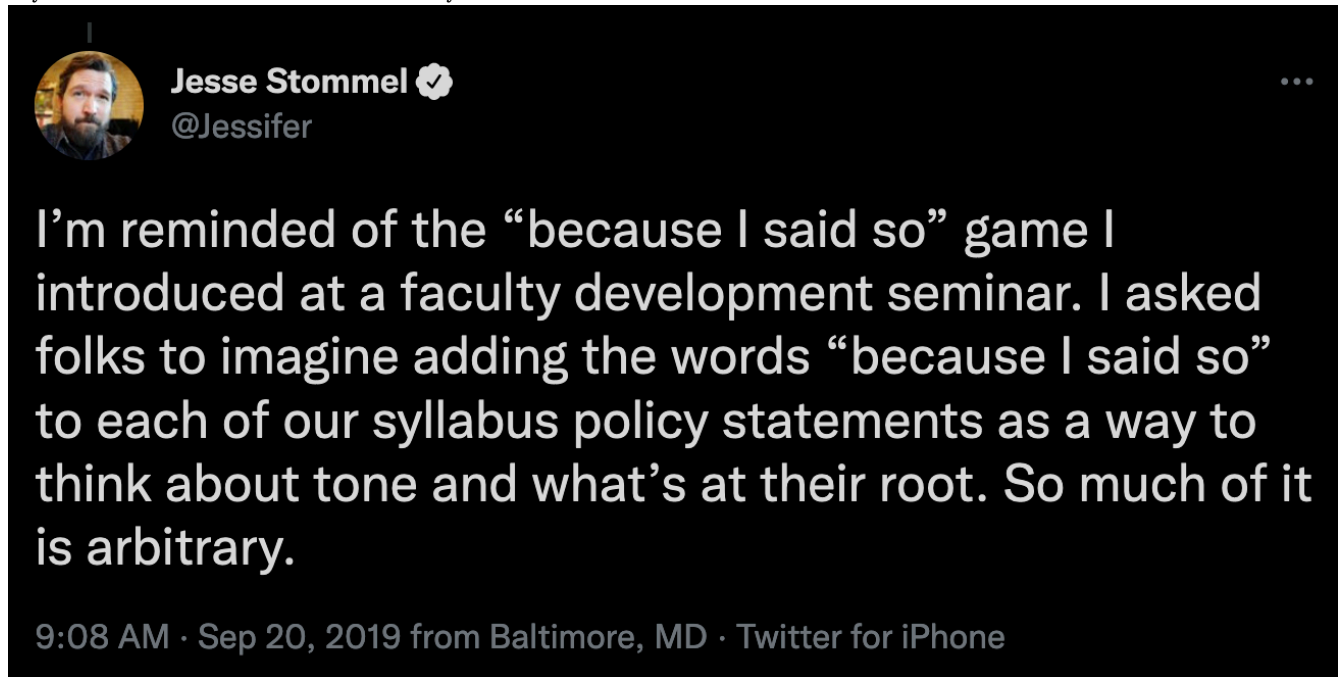 Jesse Stommel
@Jessifer
I’m reminded of the “because I said so” game I
introduced at a faculty development seminar. I asked
folks to imagine adding the words “because I said so”
to each of our syllabus policy statements as a way to
think about tone and what’s at their root. So much of it
is arbitrary.
9:08 AM · Sep 20, 2019 from Baltimore, MD · Twitter for iPhone